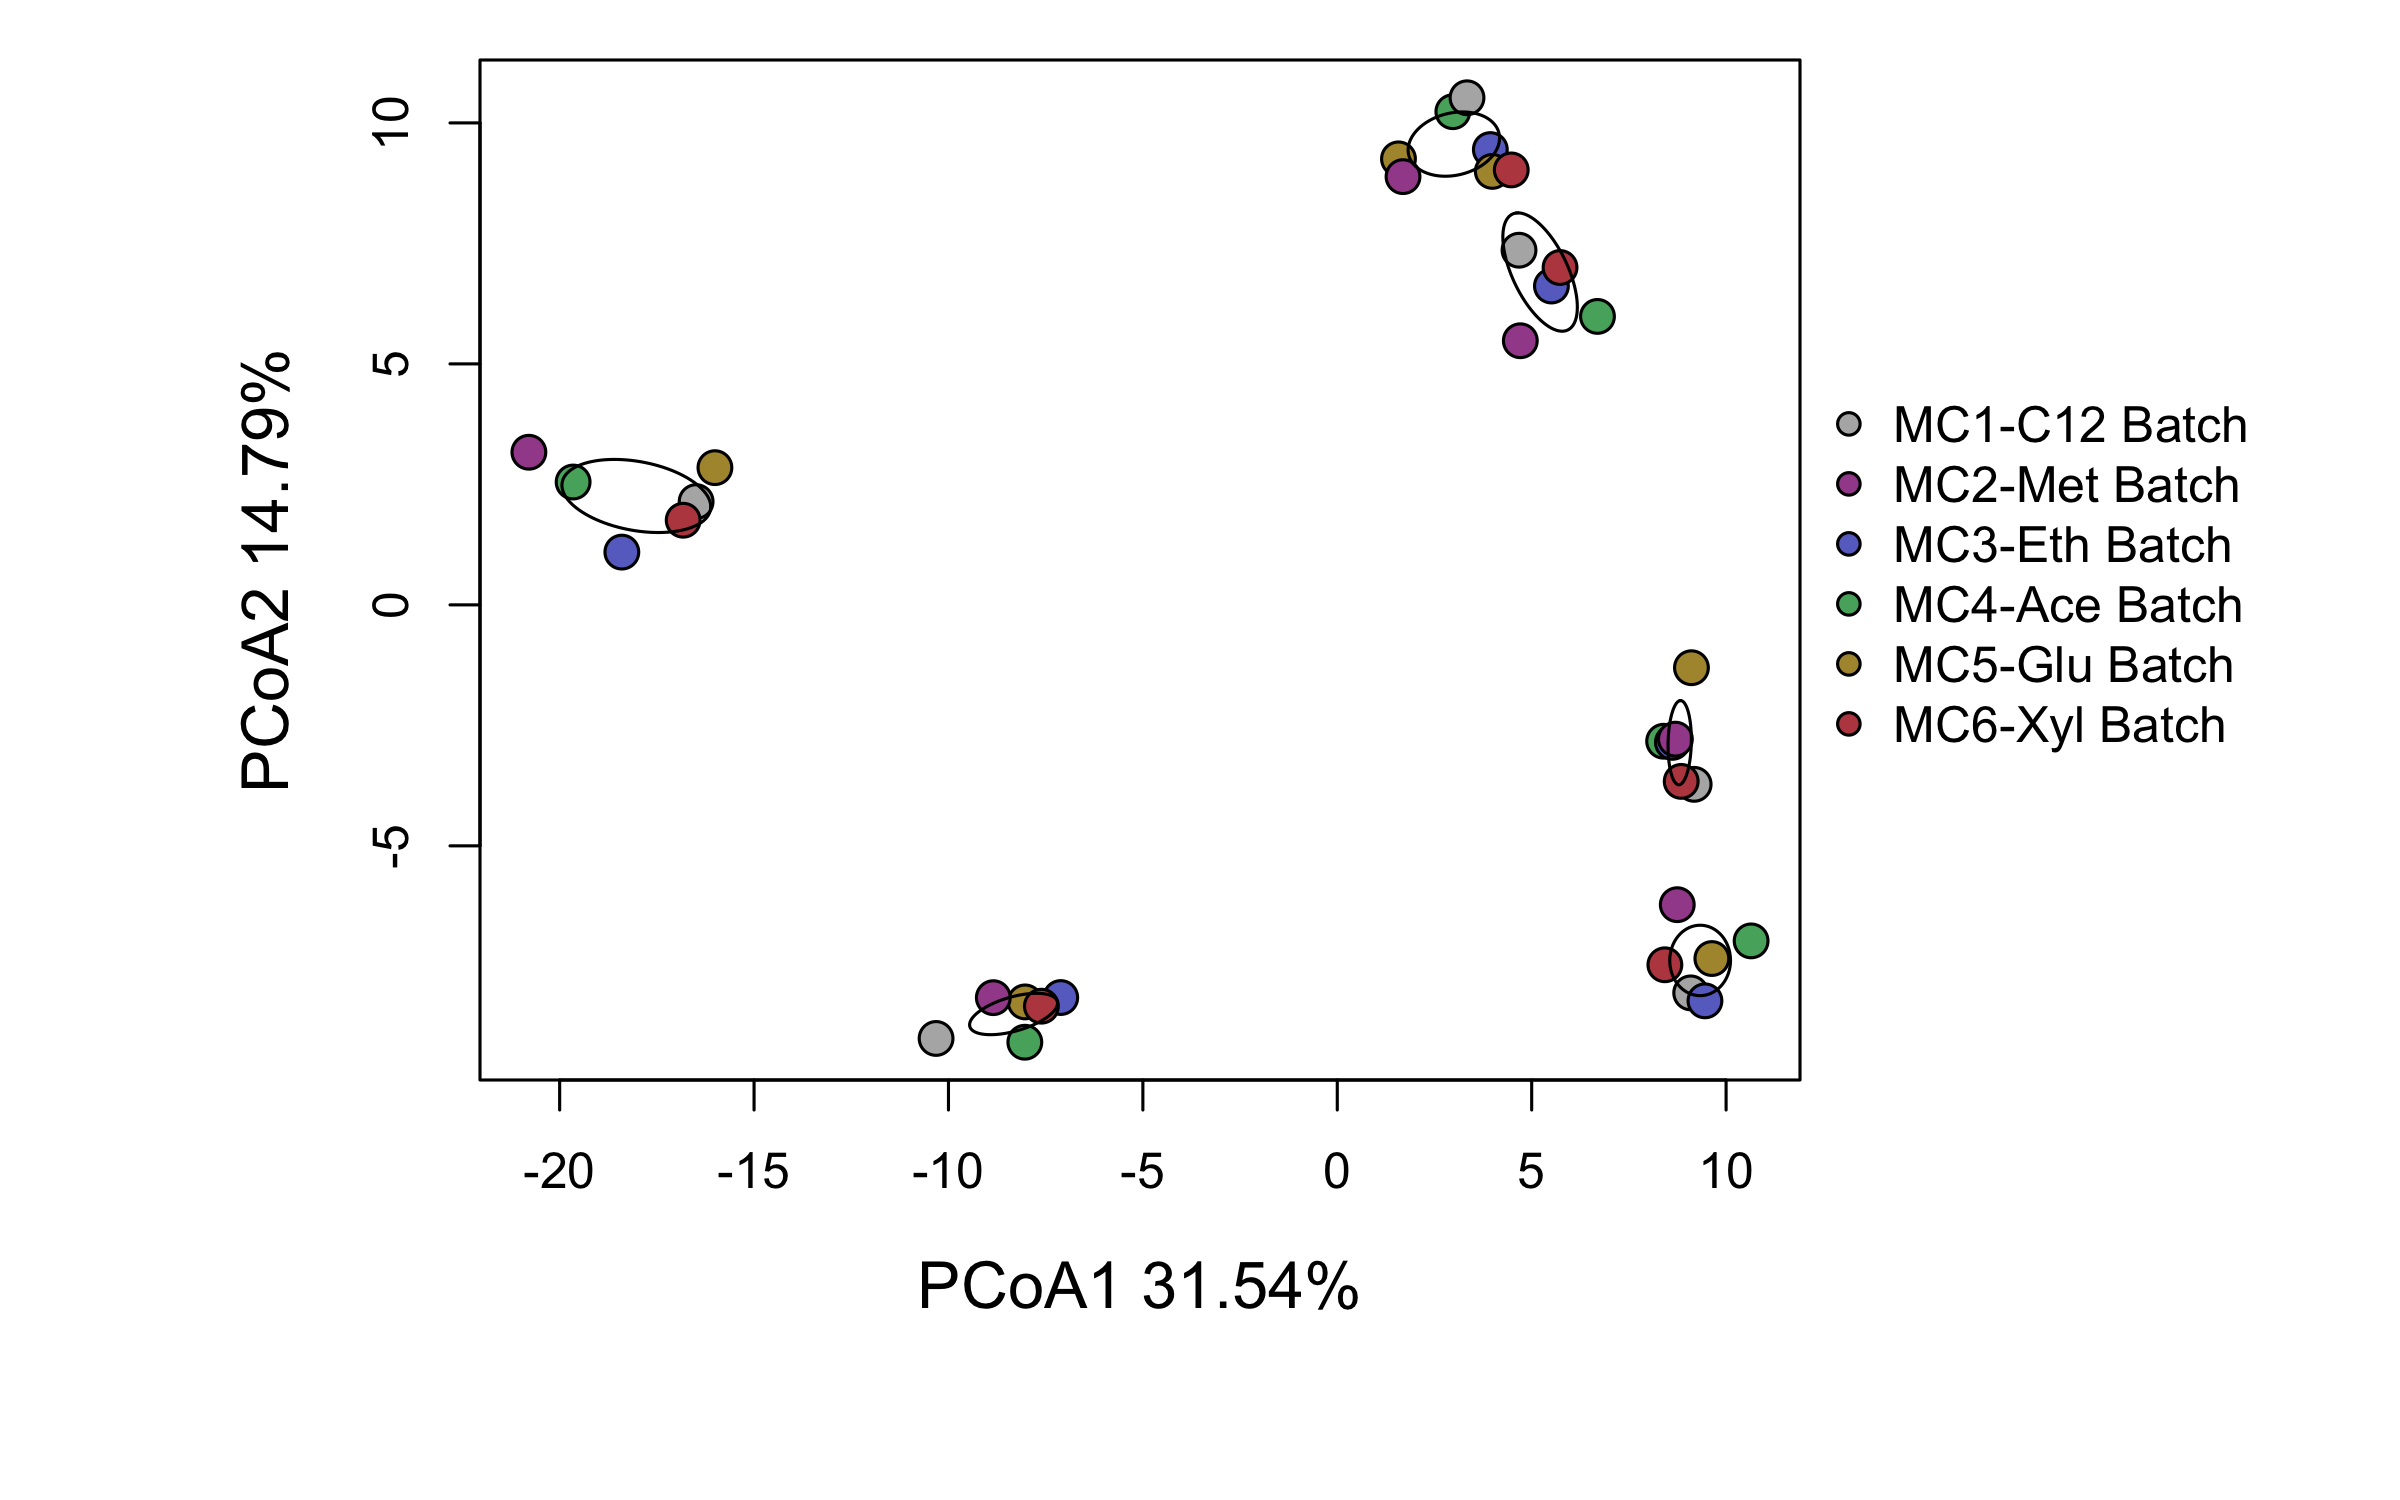 10
5
0
-5
PCoA2 14.79%
-20 -15 -10 -5 0 5 10
PCoA1 31.54%
MC1-C12 Batch
MC2-Met Batch
MC3-Eth Batch
MC4-Ace Batch
MC5-Glu Batch
MC6-Xyl Batch